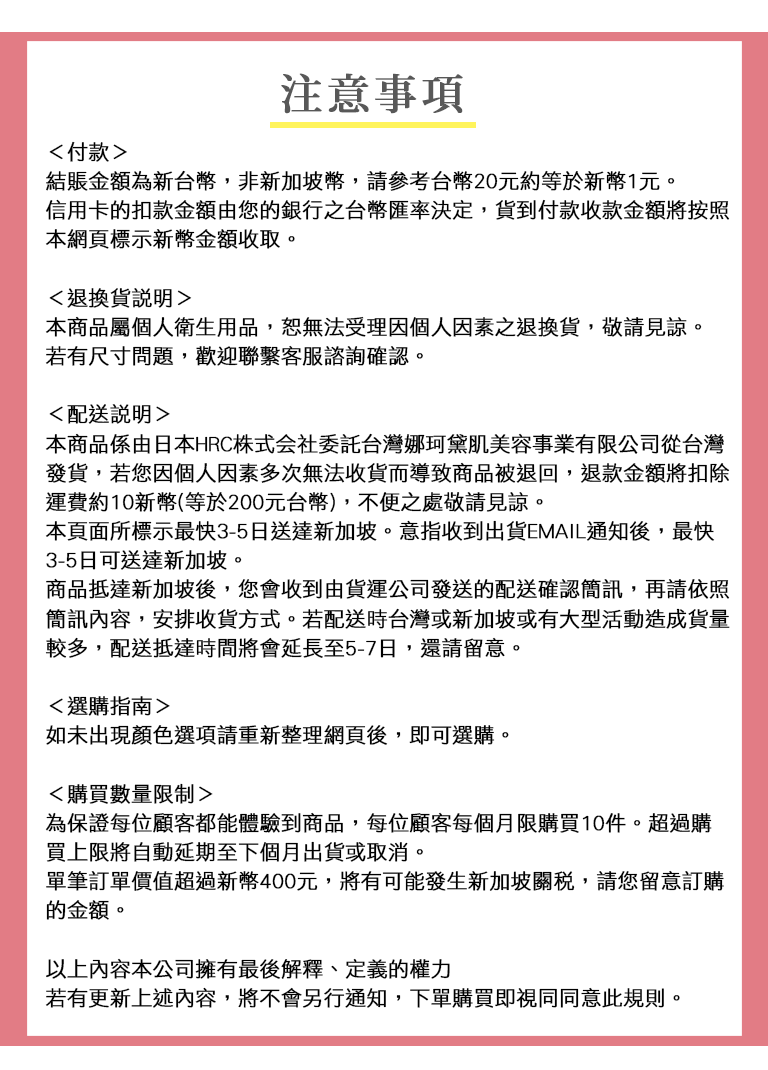 注意事項
＜付款＞
結賬金額為新台幣，非新加坡幣，請參考台幣20元約等於新幣1元。
信用卡的扣款金額由您的銀行之台幣匯率決定，貨到付款收款金額將按照
本網頁標示新幣金額收取。
＜退換貨説明＞
本商品屬個人衛生用品，恕無法受理因個人因素之退換貨，敬請見諒。
若有尺寸問題，歡迎聯繫客服諮詢確認。
＜配送説明＞
本商品係由日本HRC株式会社委託台灣娜珂黛肌美容事業有限公司從台灣
發貨，若您因個人因素多次無法收貨而導致商品被退回，退款金額將扣除
運費約10新幣(等於200元台幣)，不便之處敬請見諒。
本頁面所標示最快3-5日送達新加坡。意指收到出貨EMAIL通知後，最快
3-5日可送達新加坡。
商品抵達新加坡後，您會收到由貨運公司發送的配送確認簡訊，再請依照
簡訊內容，安排收貨方式。若配送時台灣或新加坡或有大型活動造成貨量
較多，配送抵達時間將會延長至5-7日，還請留意。
＜選購指南＞
如未出現顏色選項請重新整理網頁後，即可選購。
＜購買數量限制＞
為保證每位顧客都能體驗到商品，每位顧客每個月限購買10件。超過購
買上限將自動延期至下個月出貨或取消。
單筆訂單價值超過新幣400元，將有可能發生新加坡關税，請您留意訂購
的金額。
以上內容本公司擁有最後解釋、定義的權力
若有更新上述內容，將不會另行通知，下單購買即視同同意此規則。